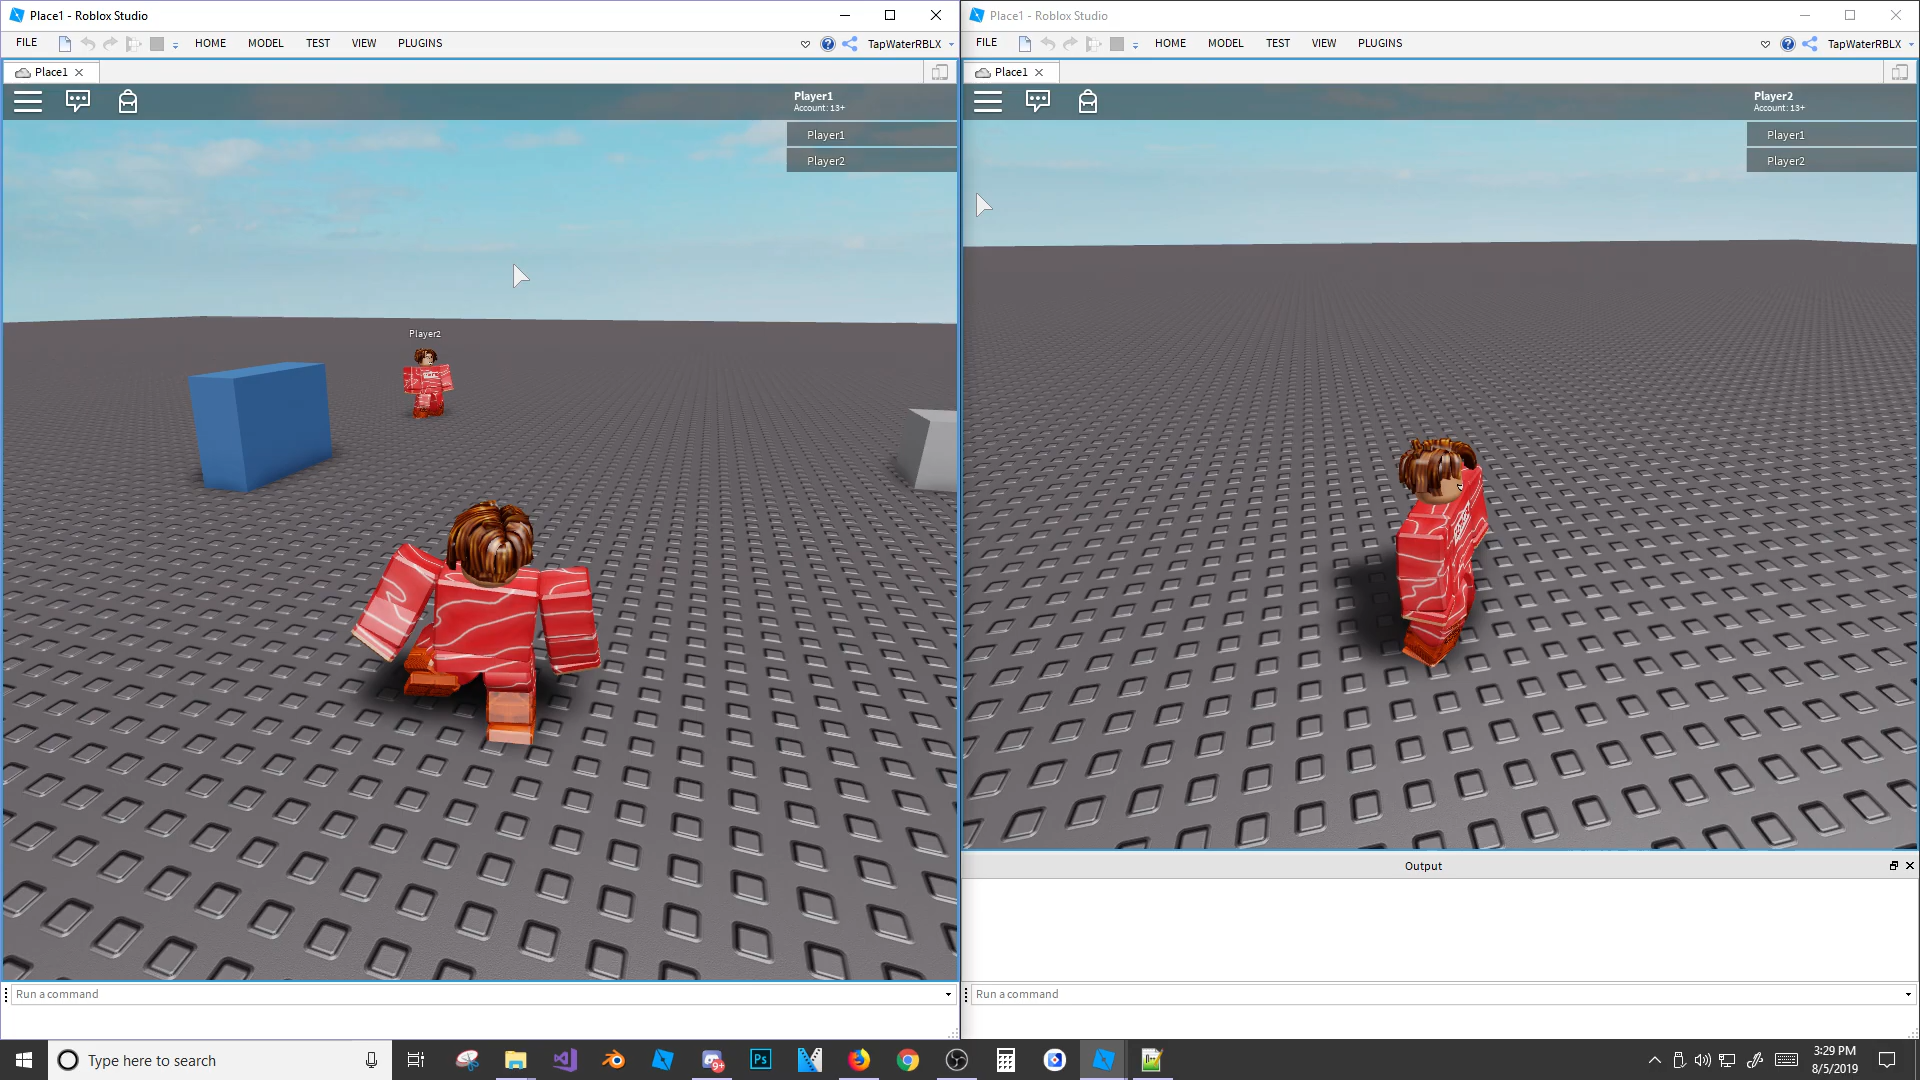 Place1 - Roblox Studio
FILE HOME MODEL TEST VIEW PLUGINS TapWaterRBLX
Place1
Player1
Account: 13+
Player1
Player2
Player2
Run a command
Place1 - Roblox Studio
FILE HOME MODEL TEST VIEW PLUGINS TapWaterRBLX
Place1
Player2
Account: 13+
Player1
Player2
Output
Run a command
Type here to search
9+
Ps
3:29 PM
8/5/2019